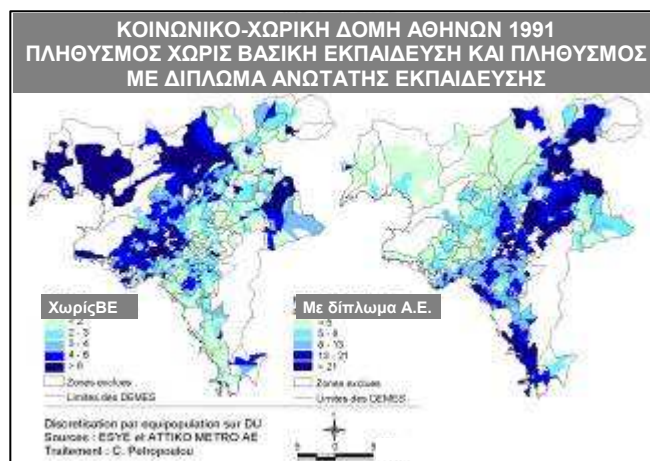 ΚΟΙΝΩΝΙΚΟ-ΧΩΡΙΚΗ ΔΟΜΗ ΑΘΗΝΩΝ 1991
ΠΛΗΘΥΣΜΟΣ ΧΩΡΙΣ ΒΑΣΙΚΗ ΕΚΠΑΙΔΕΥΣΗ ΚΑΙ ΠΛΗΘΥΣΜΟΣ
ΜΕ ΔΙΠΛΩΜΑ ΑΝΩΤΑΤΗΣ ΕΚΠΑΙΔΕΥΣΗΣ
ΧωρίςΒΕ
2 - 3
3 - 4
4 - 6
> 6
Zones exclues
Limites des DEMES
Με δίπλωμα Α.Ε.
< 5
5 - 8
8 - 13
13 - 21
> 21
Zones exclues
Limites des DEMES
Discretisation par equipopulation sur DU
Sources : ESYE et ATTIKO METRO AE
Traitement : C. Petropoulou